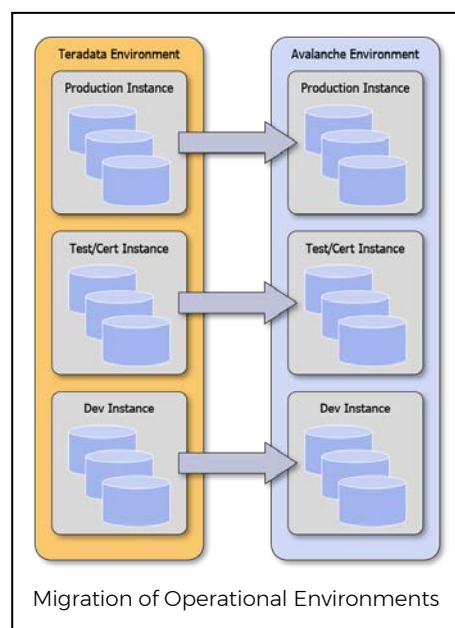 Teradata Environment
Avalanche Environment
Production Instance
Production Instance
Test/Cert Instance
Test/Cert Instance
Dev Instance
Dev Instance
Migration of Operational Environments